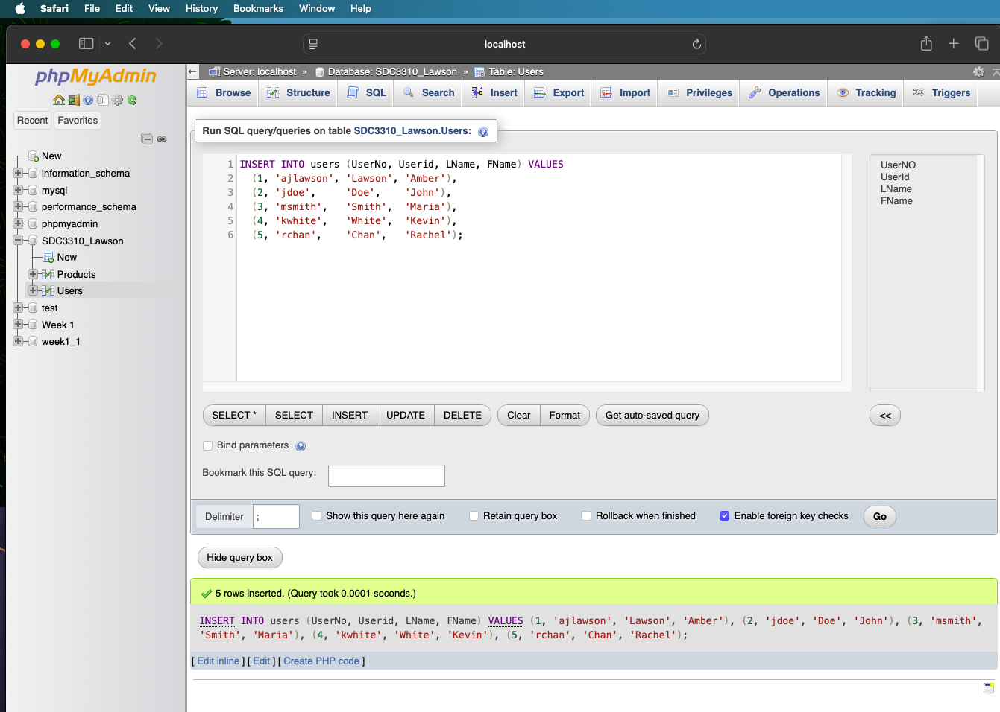 Safari File Edit View History Bookmarks Window Help
localhost
phpMyAdmin
Recent Favorites
New
information_schema
mysql
performance_schema
phpmyadmin
SDC3310_Lawson
New
Products
Users
test
Week 1
week1_1
Server: localhost » Database: SDC3310_Lawson » Table: Users
Browse Structure SQL Search Insert Export Import Privileges Operations Tracking Triggers
Run SQL query/queries on table SDC3310_Lawson.Users:
1 INSERT INTO users (UserNo, Userid, LName, FName) VALUES
2 (1, 'ajlawson', 'Lawson', 'Amber'),
3 (2, 'jdoe', 'Doe', 'John'),
4 (3, 'msmith', 'Smith', 'Maria'),
5 (4, 'kwhite', 'White', 'Kevin'),
6 (5, 'rchan', 'Chan', 'Rachel');
UserNO
UserId
LName
FName
SELECT * SELECT INSERT UPDATE DELETE Clear Format Get auto-saved query <<
Bind parameters
Bookmark this SQL query:
Delimiter ; Show this query here again Retain query box Rollback when finished Enable foreign key checks Go
Hide query box
5 rows inserted. (Query took 0.0001 seconds.)
INSERT INTO users (UserNo, Userid, LName, FName) VALUES (1, 'ajlawson', 'Lawson', 'Amber'), (2, 'jdoe', 'Doe', 'John'), (3, 'msmith',
'Smith', 'Maria'), (4, 'kwhite', 'White', 'Kevin'), (5, 'rchan', 'Chan', 'Rachel');
[ Edit inline ] [ Edit ] [ Create PHP code ]